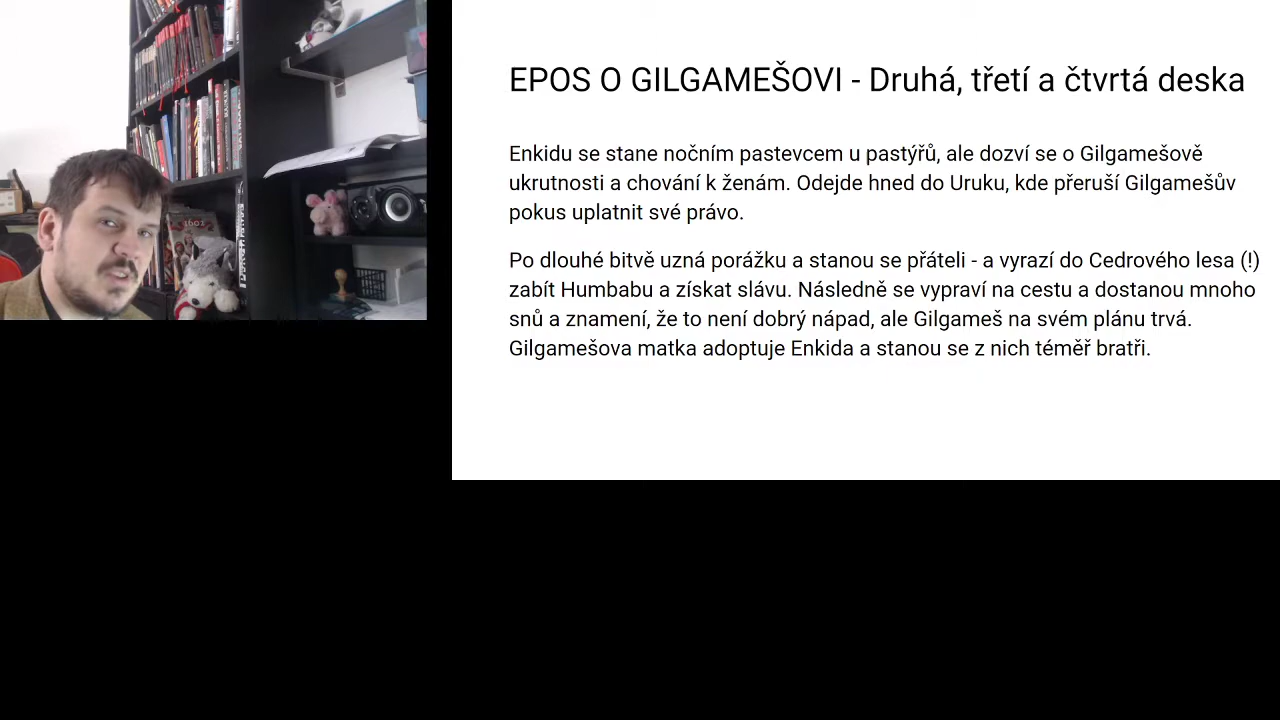 EPOS O GILGAMEŠOVI - Druhá, třetí a čtvrtá deska
Enkidu se stane nočním pastevcem u pastýřů, ale dozví se o Gilgamešově
ukrutnosti a chování k ženám. Odejde hned do Uruku, kde přeruší Gilgamešův
pokus uplatnit své právo.
Po dlouhé bitvě uzná porážku a stanou se přáteli - a vyrazí do Cedrového lesa (!)
zabít Humbabu a získat slávu. Následně se vypraví na cestu a dostanou mnoho
snů a znamení, že to není dobrý nápad, ale Gilgameš na svém plánu trvá.
Gilgamešova matka adoptuje Enkida a stanou se z nich téměř bratři.